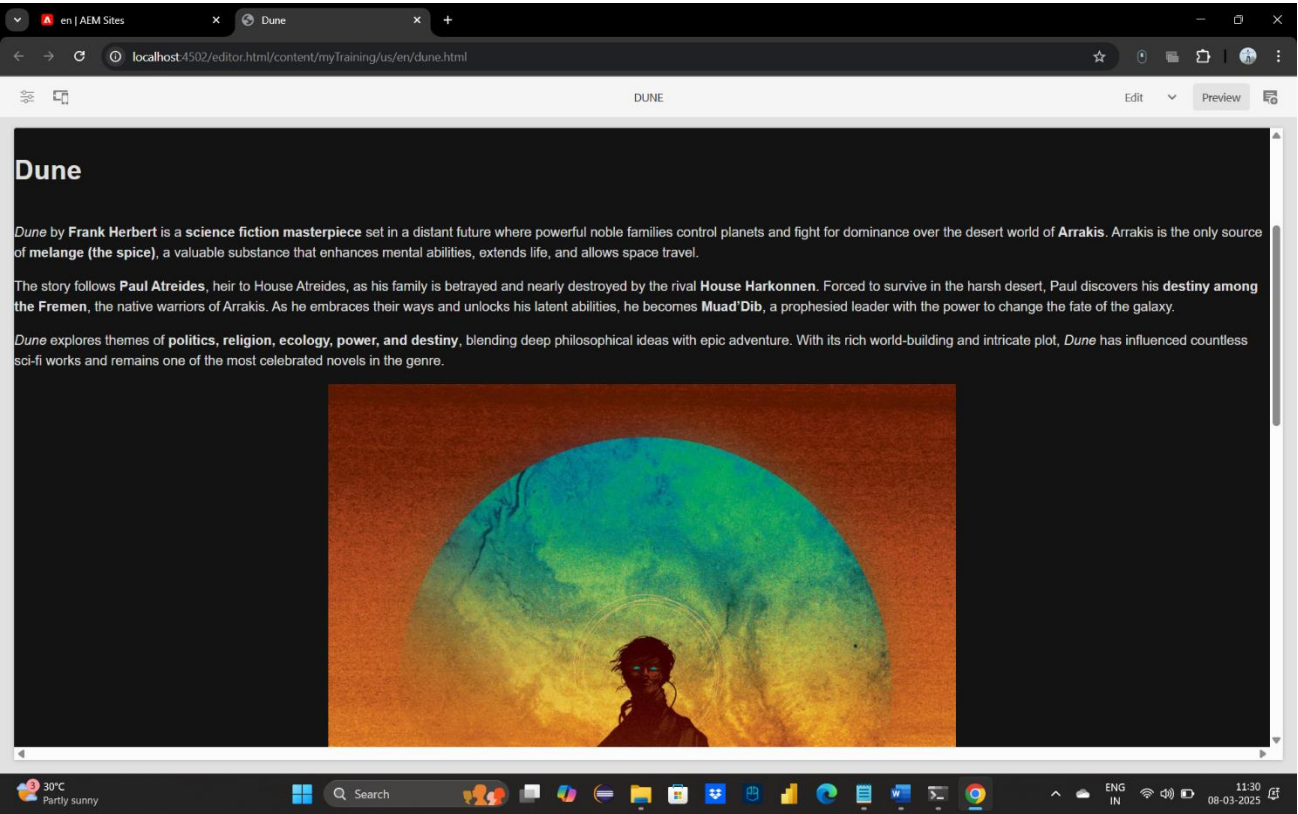 en | AEM Sites
Dune
localhost:4502/editor.html/content/myTraining/us/en/dune.html
DUNE
Edit
Preview
Dune
Dune by Frank Herbert is a science fiction masterpiece set in a distant future where powerful noble families control planets and fight for dominance over the desert world of Arrakis. Arrakis is the only source
of melange (the spice), a valuable substance that enhances mental abilities, extends life, and allows space travel.
The story follows Paul Atreides, heir to House Atreides, as his family is betrayed and nearly destroyed by the rival House Harkonnen. Forced to survive in the harsh desert, Paul discovers his destiny among
the Fremen, the native warriors of Arrakis. As he embraces their ways and unlocks his latent abilities, he becomes Muad’Dib, a prophesied leader with the power to change the fate of the galaxy.
Dune explores themes of politics, religion, ecology, power, and destiny, blending deep philosophical ideas with epic adventure. With its rich world-building and intricate plot, Dune has influenced countless
sci-fi works and remains one of the most celebrated novels in the genre.
3
30°C
Partly sunny
Search
ENG
IN
11:30
08-03-2025